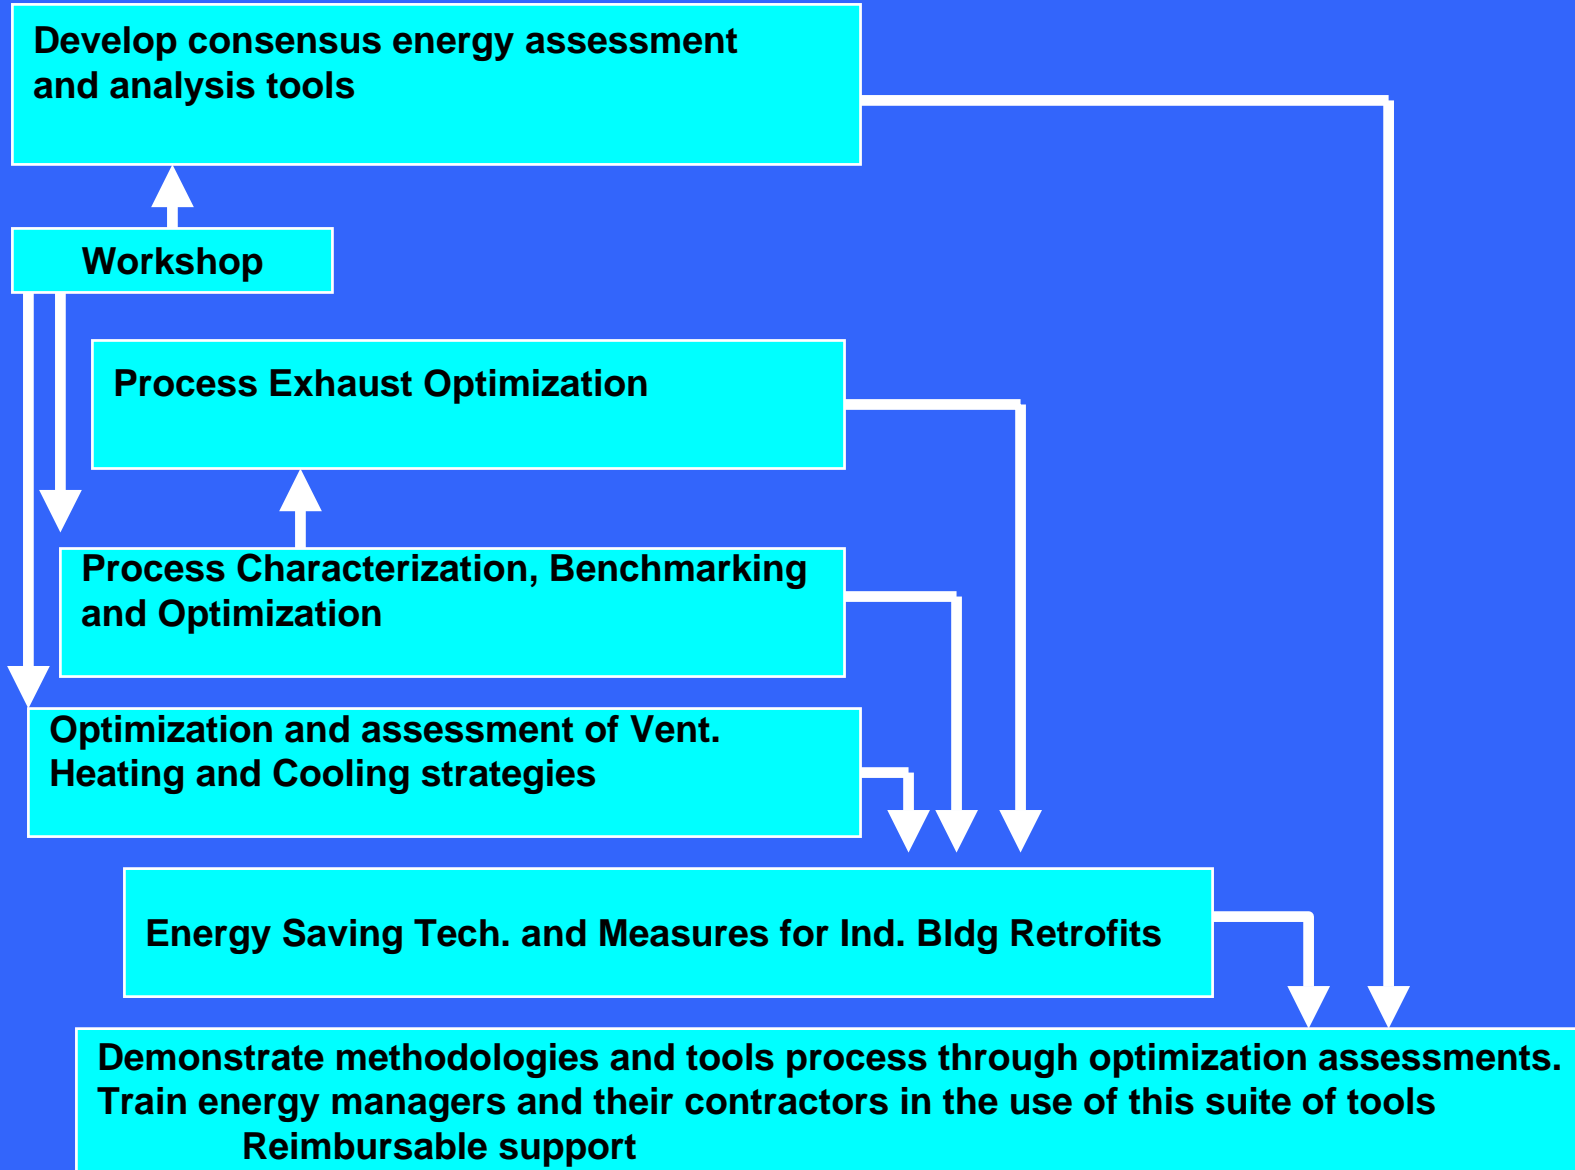 Develop consensus energy assessment
and analysis tools
Workshop
Process Exhaust Optimization
Process Characterization, Benchmarking
and Optimization
Optimization and assessment of Vent.
Heating and Cooling strategies
Energy Saving Tech. and Measures for Ind. Bldg Retrofits
Demonstrate methodologies and tools process through optimization assessments.
Train energy managers and their contractors in the use of this suite of tools
Reimbursable support